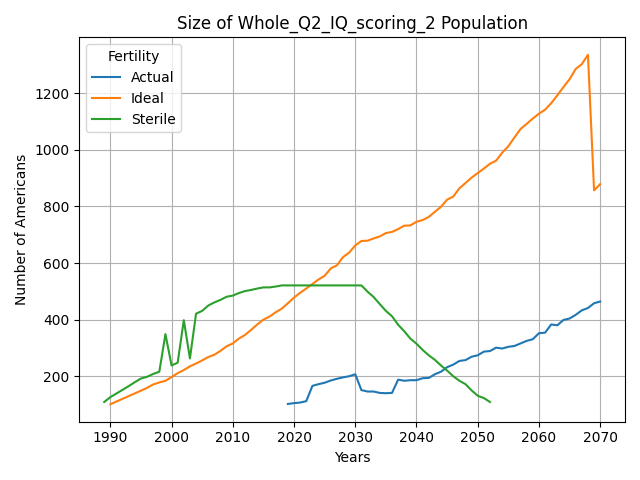 Size of Whole_Q2_IQ_scoring_2 Population
Fertility
Actual
Ideal
Sterile
Number of Americans
1200
1000
800
600
400
200
1990 2000 2010 2020 2030 2040 2050 2060 2070
Years